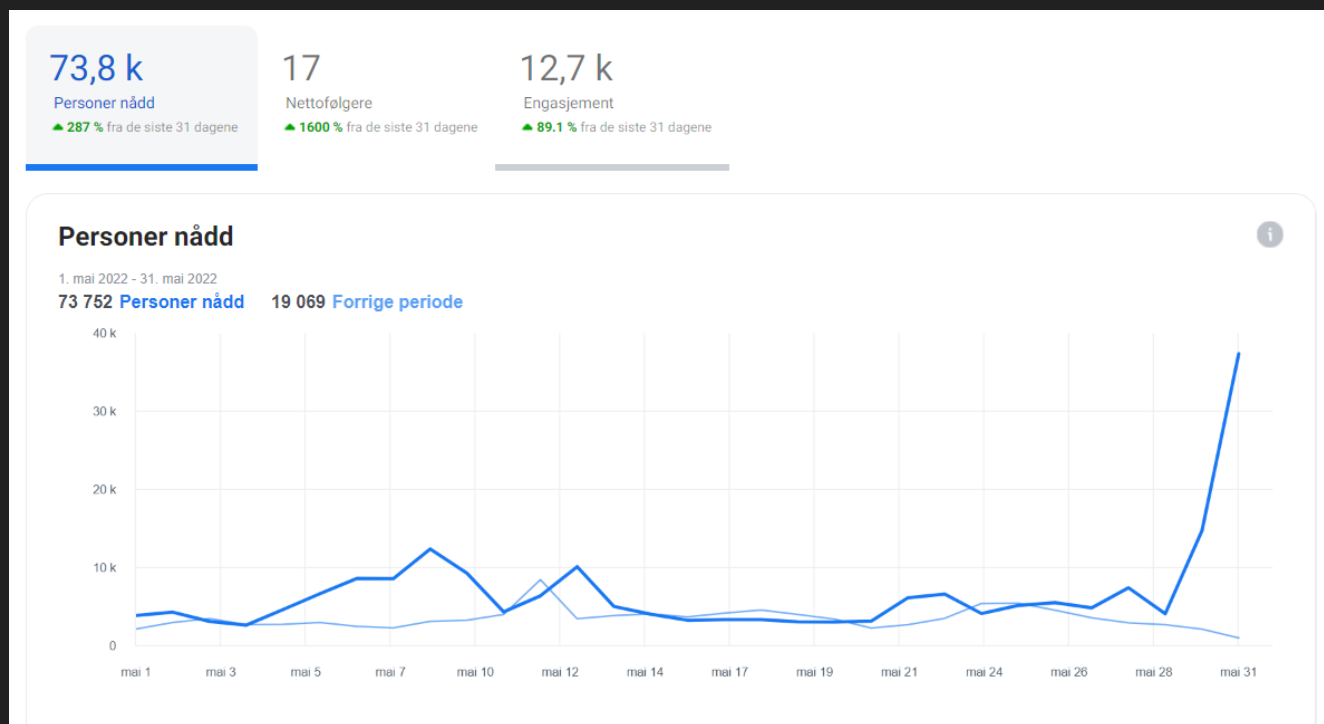 73,8 k
Personer nådd
287 % fra de siste 31 dagene
17
Nettofølgere
1600 % fra de siste 31 dagene
12,7 k
Engasjement
89.1 % fra de siste 31 dagene
Personer nådd
i
1. mai 2022 - 31. mai 2022
73 752 Personer nådd 19 069 Forrige periode
40 k
30 k
20 k
10 k
0
mai 1 mai 3 mai 5 mai 7 mai 10 mai 12 mai 14 mai 17 mai 19 mai 21 mai 24 mai 26 mai 28 mai 31